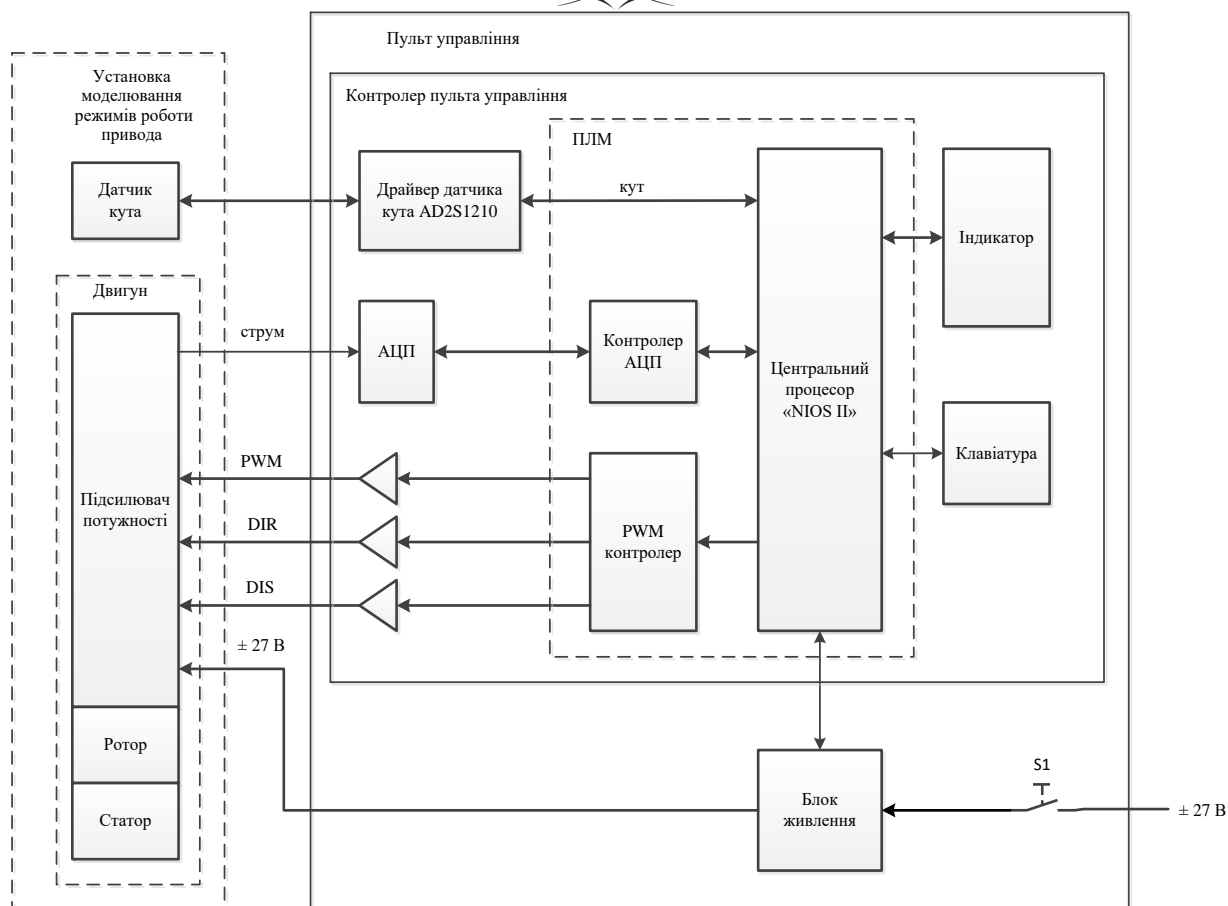 Пульт управління
Установка
моделювання
режимів роботи
привода
Контролер пульта управління
ПЛМ
Датчик
кута
Драйвер датчика
кута AD2S1210
кут
Індикатор
Двигун
струм
АЦП
Контролер
АЦП
Центральний
процесор
«NIOS II»
Клавіатура
PWM
Підсилювач
потужності
DIR
PWM
контролер
DIS
± 27 В
Ротор
Статор
Блок
живлення
S1
± 27 В